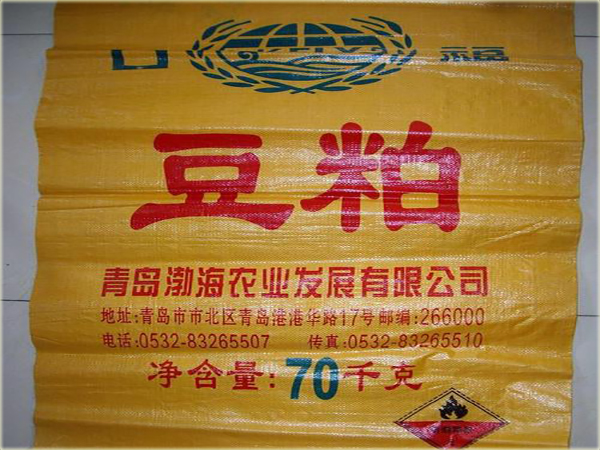 豆粕
青岛渤海农业发展有限公司
地址:青岛市市北区青岛港港华路17号邮编:266000
电话:0532-83265507 传真:0532-83265510
净含量:70千克